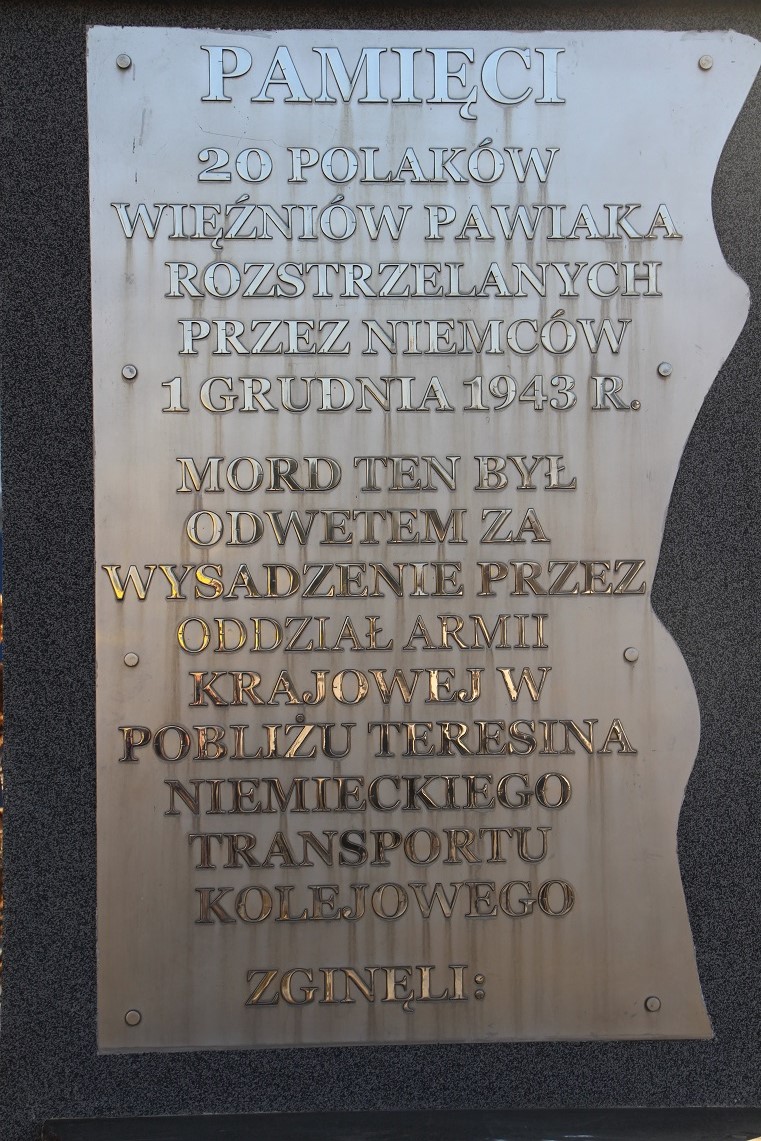 PAMIĘCI
20 POLAKÓW
WIĘŹNIÓW PAWIAKA
ROZSTRZELANYCH
PRZEZ NIEMCÓW
1 GRUDNIA 1943 R.
MORD TEN BYŁ
ODWETEM ZA
WYSADZENIE PRZEZ
ODDZIAŁ ARMII
KRAJOWEJ W
POBLIŻU TERESINA
NIEMIECKIEGO
TRANSPORTU
KOLEJOWEGO
ZGINĘLI: